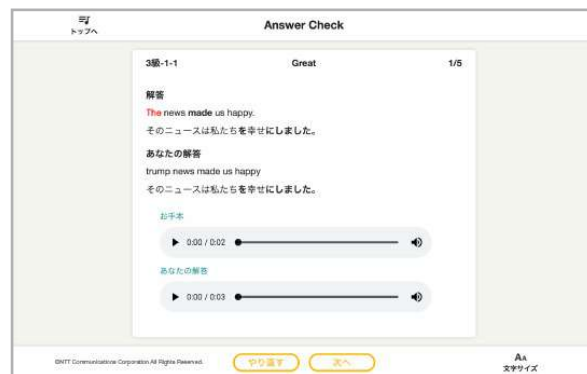 トップへ
Answer Check
3級-1-1 Great 1/5
解答
The news made us happy.
そのニュースは私たちを幸せにしました。
あなたの解答
trump news made us happy
そのニュースは私たちを幸せにしました。
お手本
0:00 / 0:02
あなたの解答
0:00 / 0:03
©NTT Communications Corporation All Rights Reserved. やり直す 次へ AA
文字サイズ